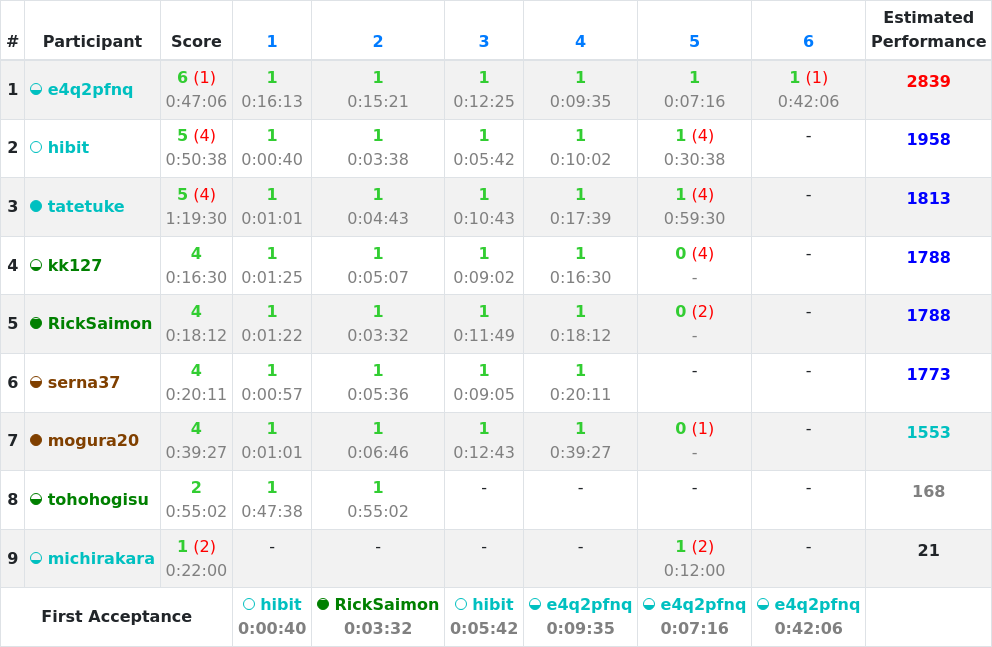 # Participant Score 1 2 3 4 5 6 Estimated Performance
1 e4q2pfnq 6 (1) 1 1 1 1 1 1 (1) 2839
0:47:06 0:16:13 0:15:21 0:12:25 0:09:35 0:07:16 0:42:06
2 hibit 5 (4) 1 1 1 1 1 (4) - 1958
0:50:38 0:00:40 0:03:38 0:05:42 0:10:02 0:30:38
3 tatetuke 5 (4) 1 1 1 1 1 (4) - 1813
1:19:30 0:01:01 0:04:43 0:10:43 0:17:39 0:59:30
4 kk127 4 1 1 1 1 0 (4) - 1788
0:16:30 0:01:25 0:05:07 0:09:02 0:16:30 -
5 RickSaimon 4 1 1 1 1 0 (2) - 1788
0:18:12 0:01:22 0:03:32 0:11:49 0:18:12 -
6 serna37 4 1 1 1 1 - - 1773
0:20:11 0:00:57 0:05:36 0:09:05 0:20:11
7 mogura20 4 1 1 1 1 0 (1) - 1553
0:39:27 0:01:01 0:06:46 0:12:43 0:39:27 -
8 tohohogisu 2 1 1 - - - - 168
0:55:02 0:47:38 0:55:02
9 michirakara 1 (2) - - - - 1 (2) - 21
0:22:00 0:12:00
First Acceptance hibit RickSaimon hibit e4q2pfnq e4q2pfnq e4q2pfnq
0:00:40 0:03:32 0:05:42 0:09:35 0:07:16 0:42:06